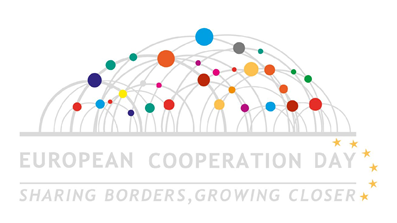 EUROPEAN COOPERATION DAY
SHARING BORDERS, GROWING CLOSER